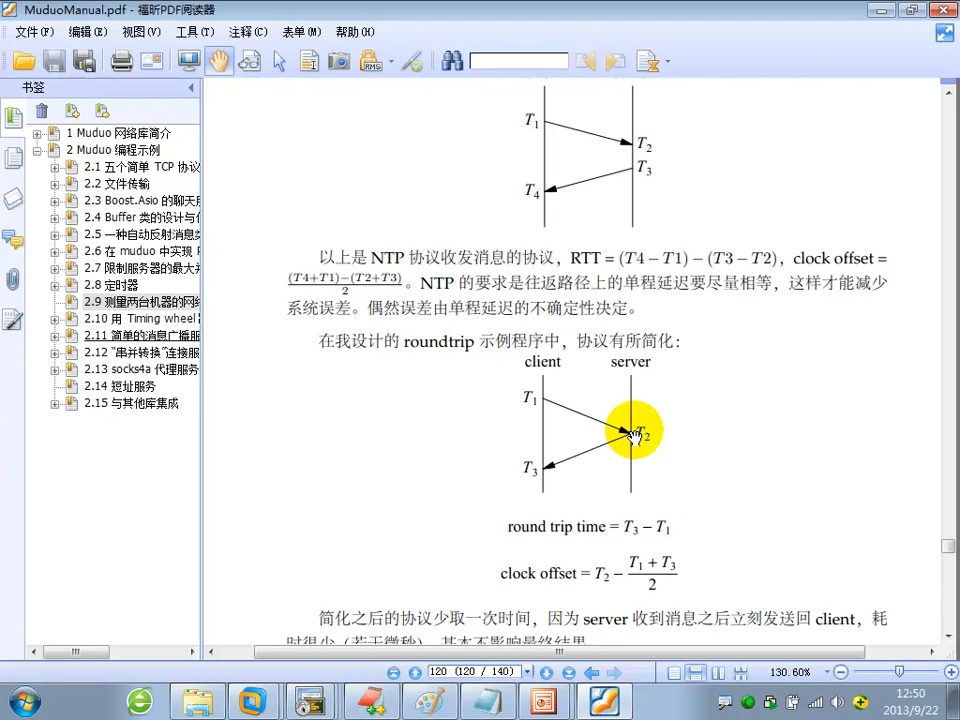 MuduoManual.pdf - 福昕PDF阅读器
文件(F) 编辑(E) 视图(V) 工具(T) 注释(C) 表单(M) 帮助(H)
书签
1 Muduo 网络库简介
2 Muduo 编程示例
2.1 五个简单 TCP 协议
2.2 文件传输
2.3 Boost.Asio 的聊天
2.4 Buffer 类的设计与
2.5 一种自动反射消息
2.6 在 muduo 中实现
2.7 限制服务器的最大
2.8 定时器
2.9 测量两台机器的网络
2.10 用 Timing wheel
2.11 简单的消息广播服
2.12 "串并转换"连接服
2.13 socks4a 代理服务
2.14 短址服务
2.15 与其他库集成
T1
T2
T3
T4
以上是 NTP 协议收发消息的协议，RTT = (T4 − T1) − (T3 − T2)，clock offset =
(T4+T1)−(T2+T3)
2
。NTP 的要求是往返路径上的单程延迟要尽量相等，这样才能减少
系统误差。偶然误差由单程延迟的不确定性决定。
在我设计的 roundtrip 示例程序中，协议有所简化：
client server
T1
T2
T3
round trip time = T3 − T1
clock offset = T2 − (T1 + T3) / 2
简化之后的协议少取一次时间，因为 server 收到消息之后立刻发送回 client，耗
时很少（若干微秒），基本不影响最终结果。
120 (120 / 140)
130.60%
12:50
2013/9/22